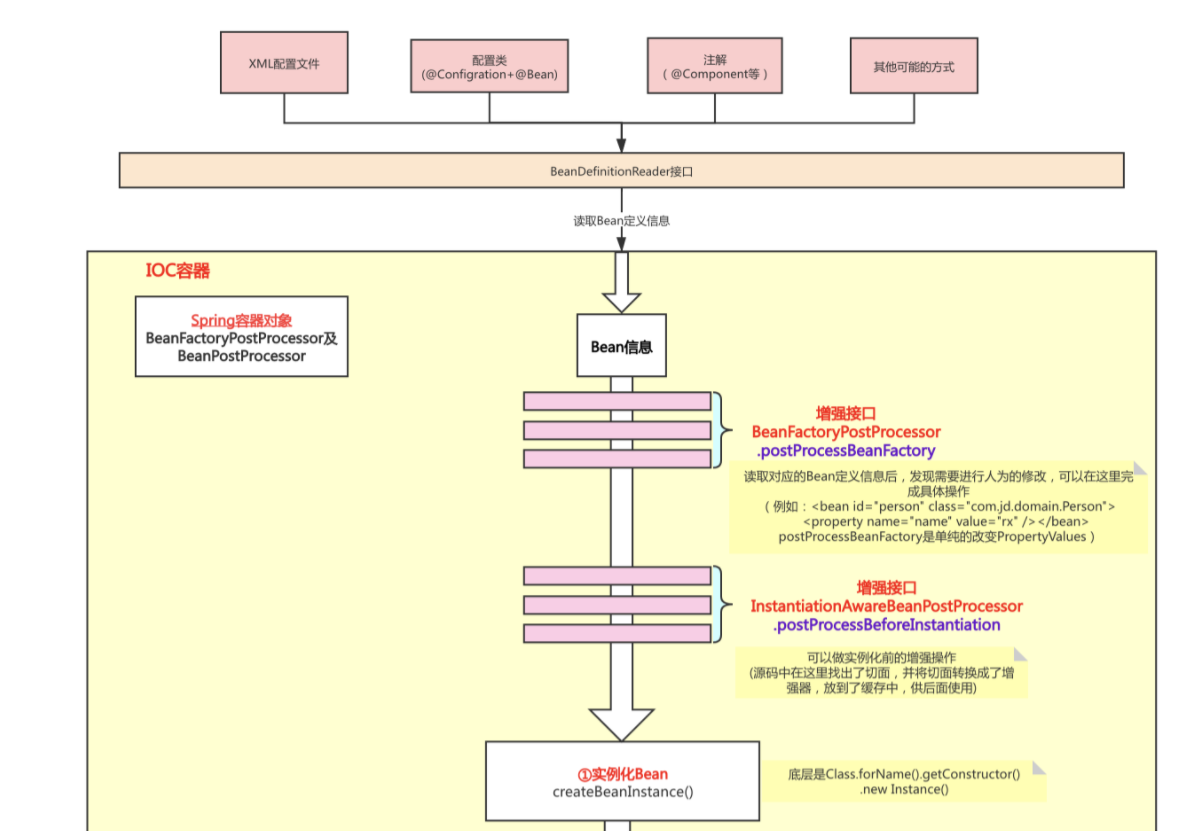 XML配置文件
配置类
(@Configration+@Bean)
注解
（ @Component等 ）
其他可能的方式
BeanDefinitionReader接口
读取Bean定义信息
IOC容器
Spring容器对象
BeanFactoryPostProcessor及
BeanPostProcessor
Bean信息
增强接口
BeanFactoryPostProcessor
.postProcessBeanFactory
读取对应的Bean定义信息后，发现需要进行人为的修改，可以在这里完
成具体操作
（ 例如：<bean id="person" class="com.jd.domain.Person">
<property name="name" value="rx" /></bean>
postProcessBeanFactory是单纯的改变PropertyValues ）
增强接口
InstantiationAwareBeanPostProcessor
.postProcessBeforeInstantiation
可以做实例化前的增强操作
(源码中在这里找出了切面，并将切面转换成了增
强器，放到了缓存中，供后面使用)
①实例化Bean
createBeanInstance()
底层是Class.forName().getConstructor()
.new Instance()